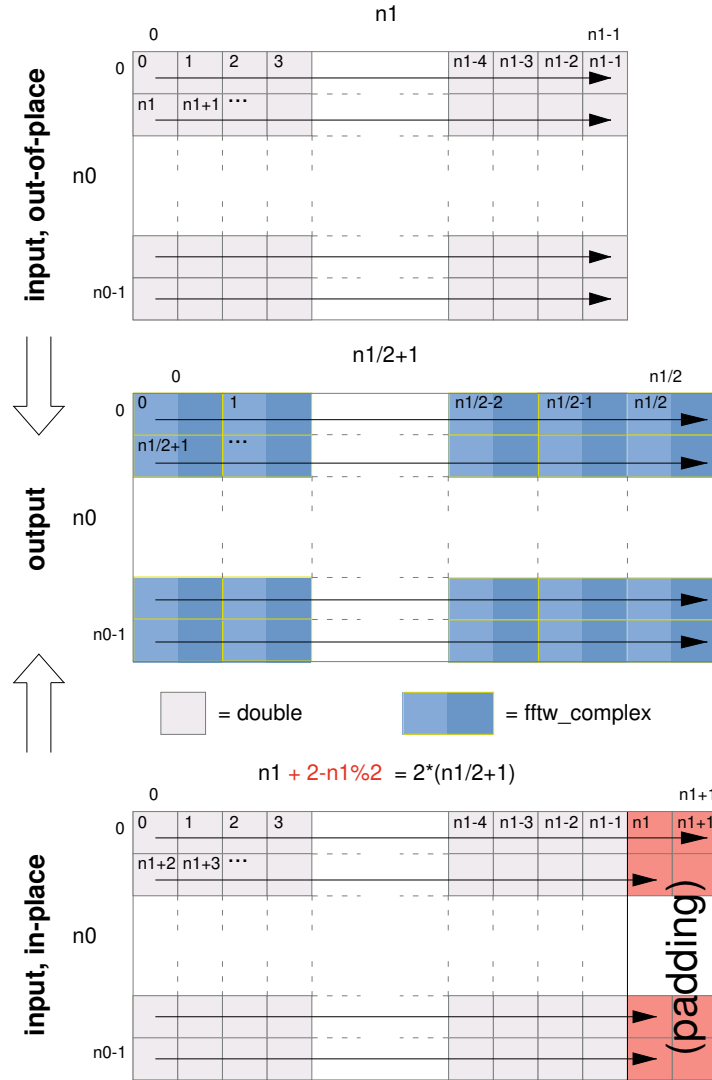 n1
0 n1-1
0
0 1 2 3 n1-4 n1-3 n1-2 n1-1
n1 n1+1 ...
input, out-of-place
n0
n0-1
n1/2+1
0 n1/2
0
0 1 n1/2-2 n1/2-1 n1/2
n1/2+1 ...
output
n0
n0-1
= double = fftw_complex
n1 + 2-n1%2 = 2*(n1/2+1)
0 n1+1
0
0 1 2 3 n1-4 n1-3 n1-2 n1-1 n1 n1+1
n1+2 n1+3 ...
input, in-place
n0
(padding)
n0-1